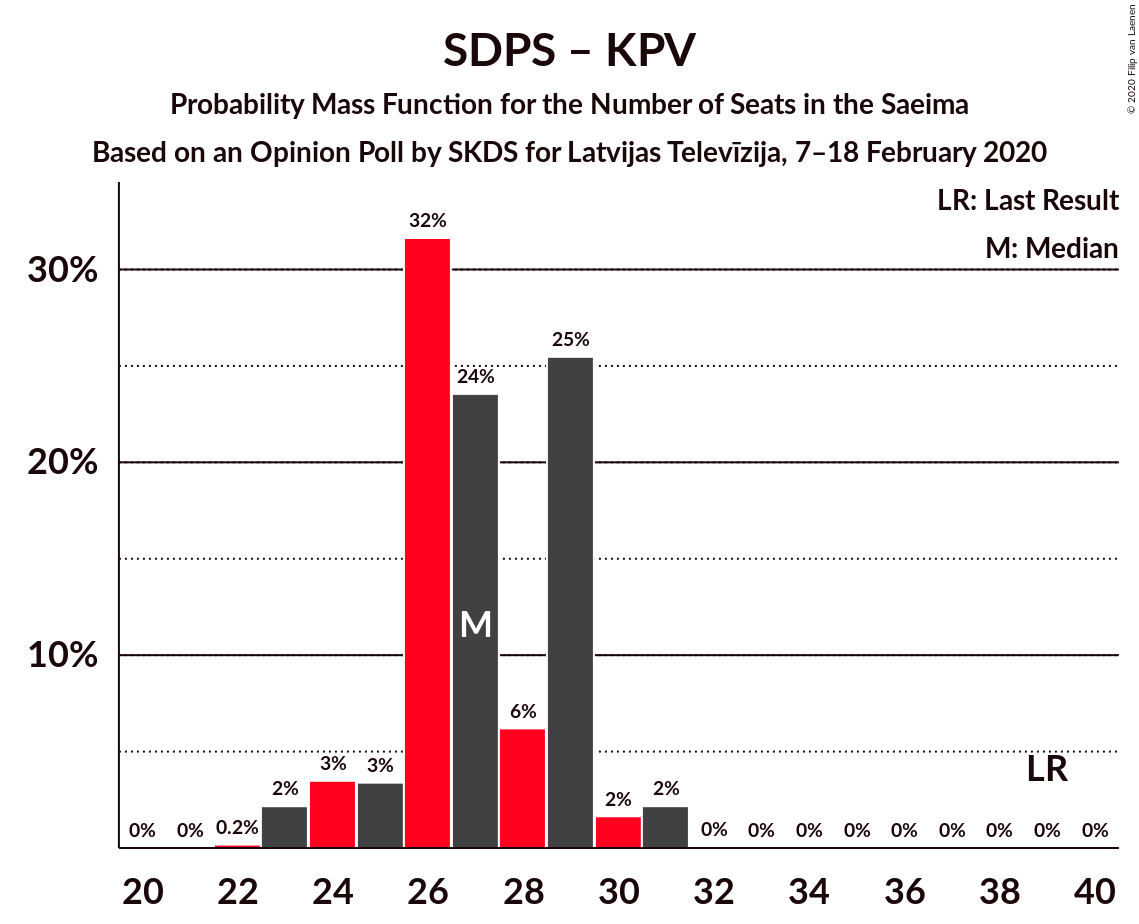 SDPS – KPV
Probability Mass Function for the Number of Seats in the Saeima
Based on an Opinion Poll by SKDS for Latvijas Televīzija, 7–18 February 2020
© 2020 Filip van Laenen
LR: Last Result
M: Median
30%
20%
10%
0%
0%
0.2%
2%
3%
3%
32%
24%
6%
25%
2%
2%
0%
0%
0%
0%
0%
0%
0%
0%
0%
M
LR
20 22 24 26 28 30 32 34 36 38 40